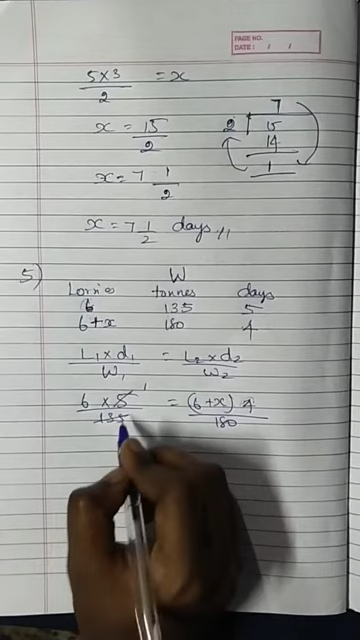 PAGE NO.
DATE: / /
5 × 3 / 2 = x
x = 15 / 2
x = 7 1/2
x = 7 1/2 days //
7
2 | 15
14
1
5) W
Lorries tonnes days
6 135 5
6+x 180 4
L₁ × d₁ / W₁ = L₂ × d₂ / W₂
6 × 5 1 / 135 = (6+x) 4 / 180